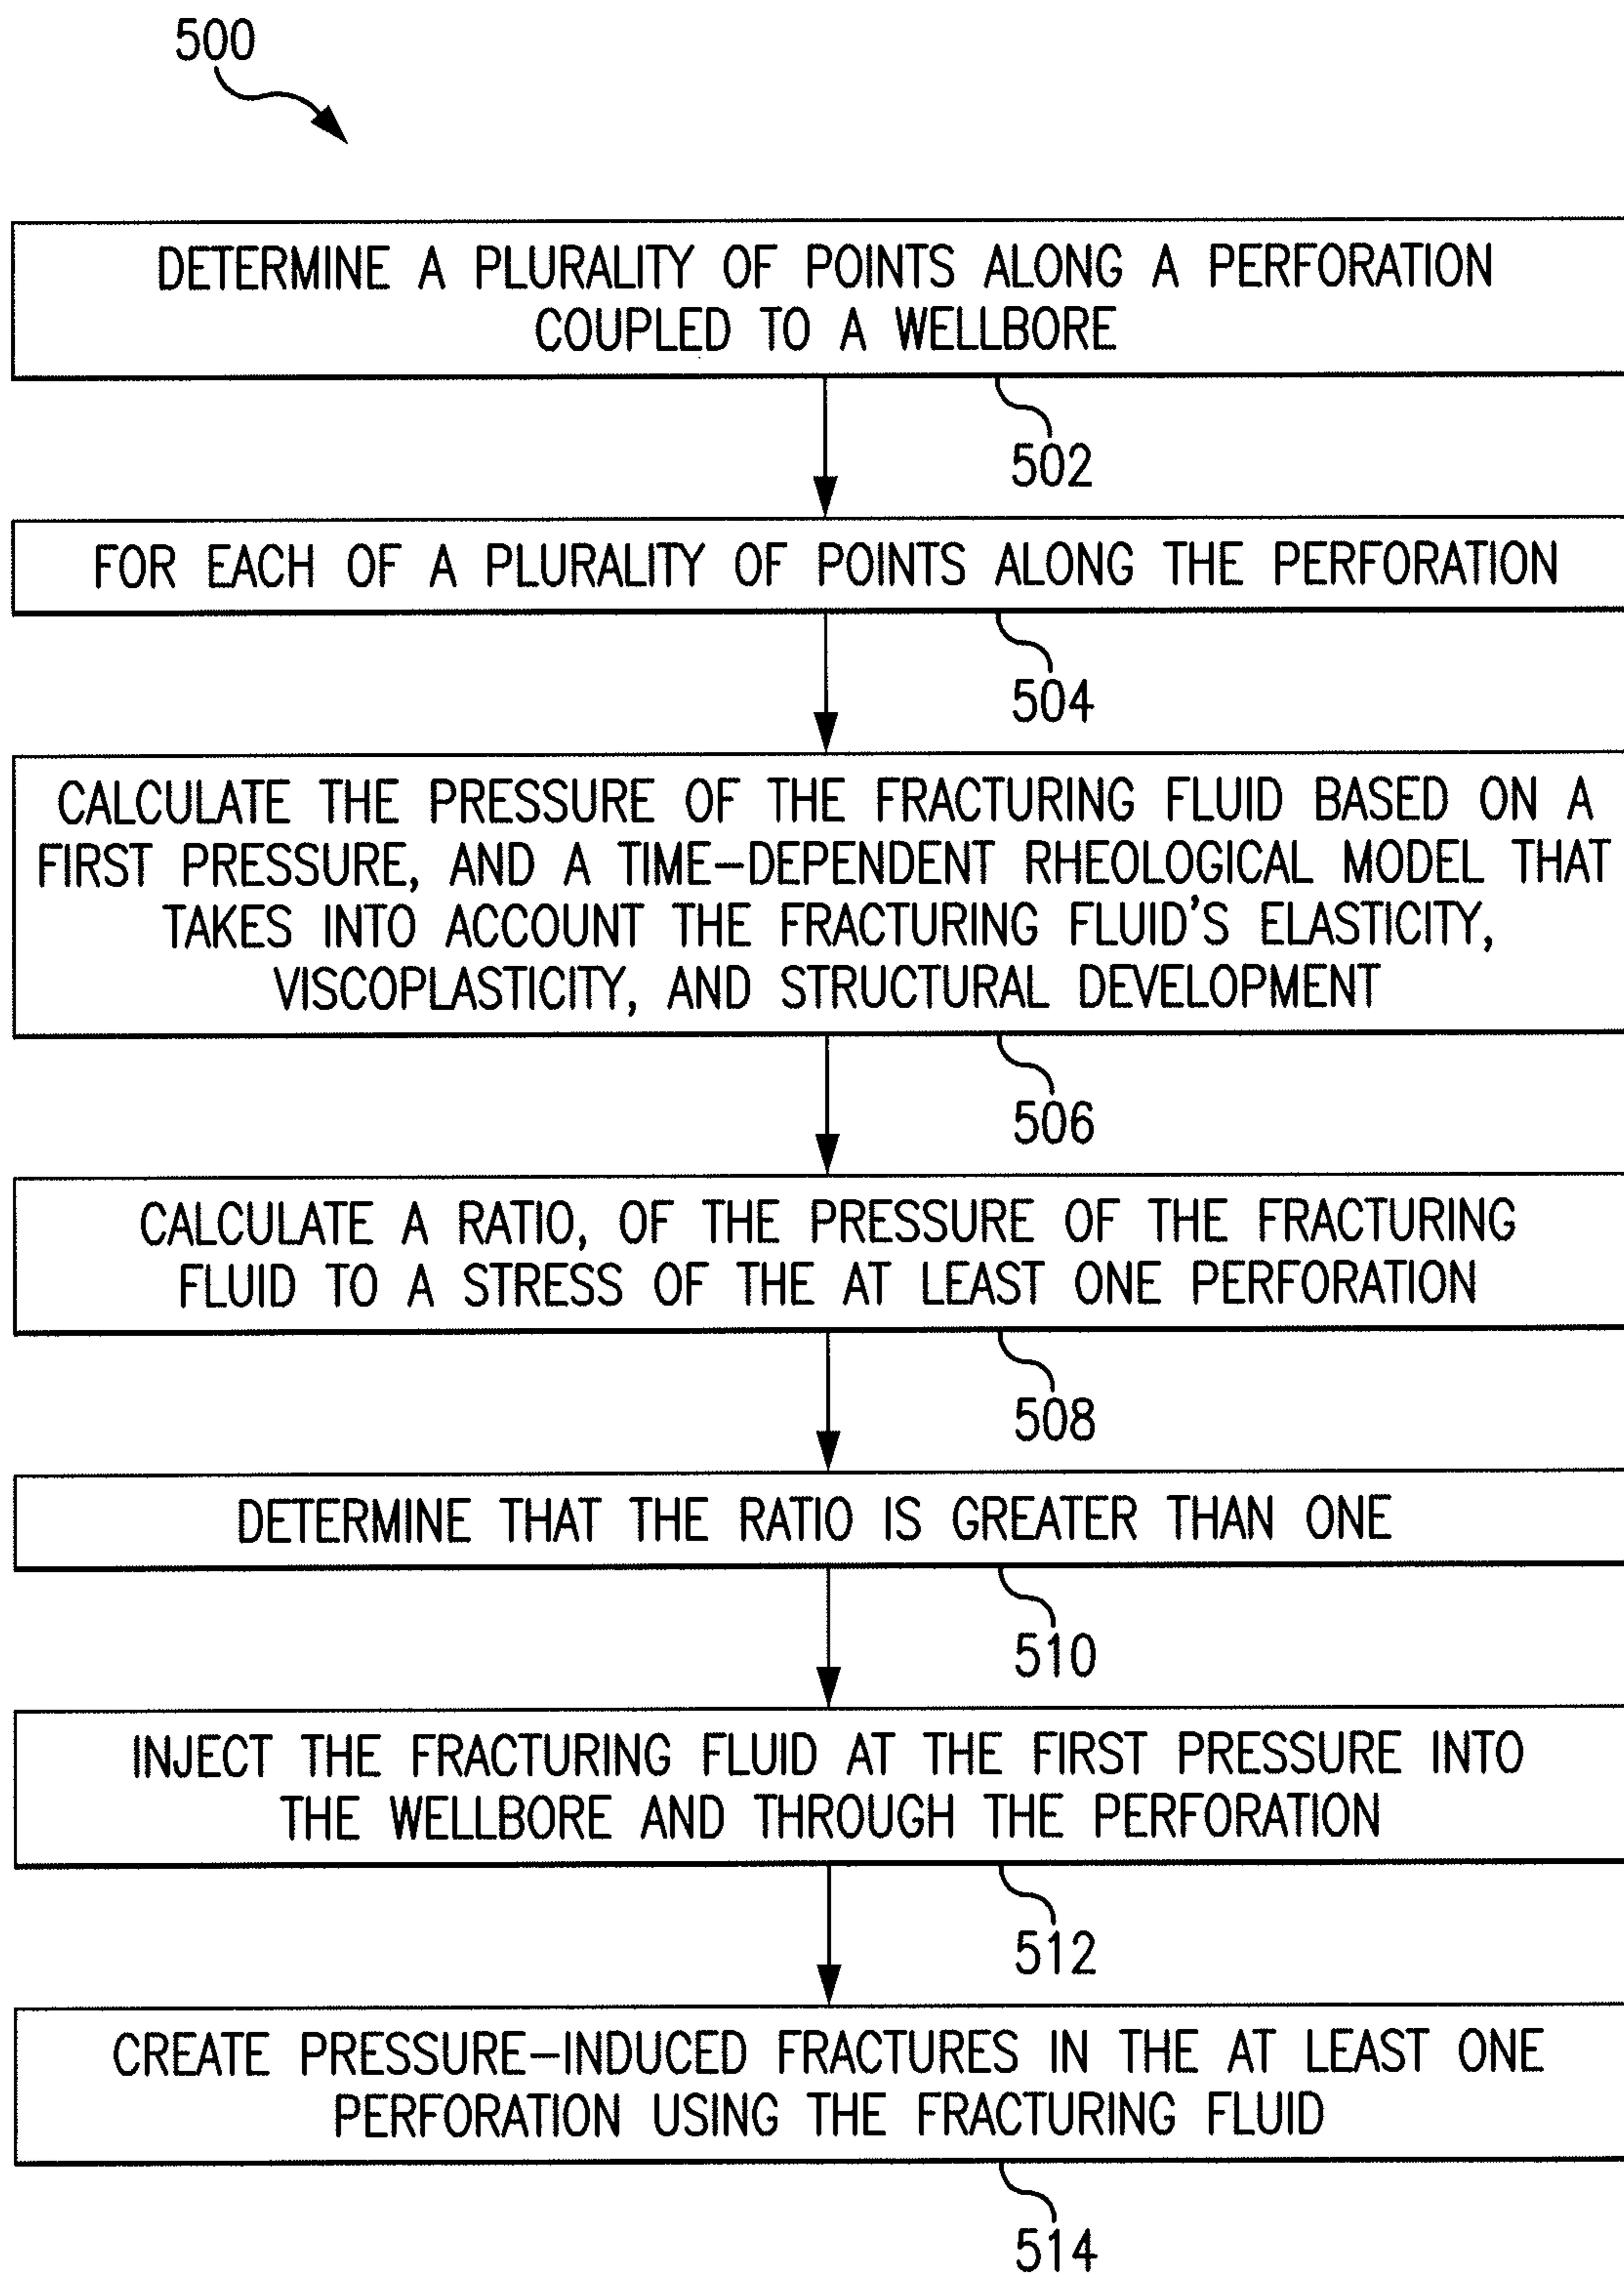 500
DETERMINE A PLURALITY OF POINTS ALONG A PERFORATION
COUPLED TO A WELLBORE
502
FOR EACH OF A PLURALITY OF POINTS ALONG THE PERFORATION
504
CALCULATE THE PRESSURE OF THE FRACTURING FLUID BASED ON A
FIRST PRESSURE, AND A TIME-DEPENDENT RHEOLOGICAL MODEL THAT
TAKES INTO ACCOUNT THE FRACTURING FLUID'S ELASTICITY,
VISCOPLASTICITY, AND STRUCTURAL DEVELOPMENT
506
CALCULATE A RATIO, OF THE PRESSURE OF THE FRACTURING
FLUID TO A STRESS OF THE AT LEAST ONE PERFORATION
508
DETERMINE THAT THE RATIO IS GREATER THAN ONE
510
INJECT THE FRACTURING FLUID AT THE FIRST PRESSURE INTO
THE WELLBORE AND THROUGH THE PERFORATION
512
CREATE PRESSURE-INDUCED FRACTURES IN THE AT LEAST ONE
PERFORATION USING THE FRACTURING FLUID
514